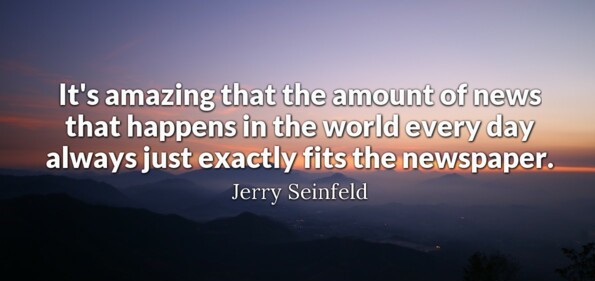 It's amazing that the amount of news
that happens in the world every day
always just exactly fits the newspaper.
Jerry Seinfeld